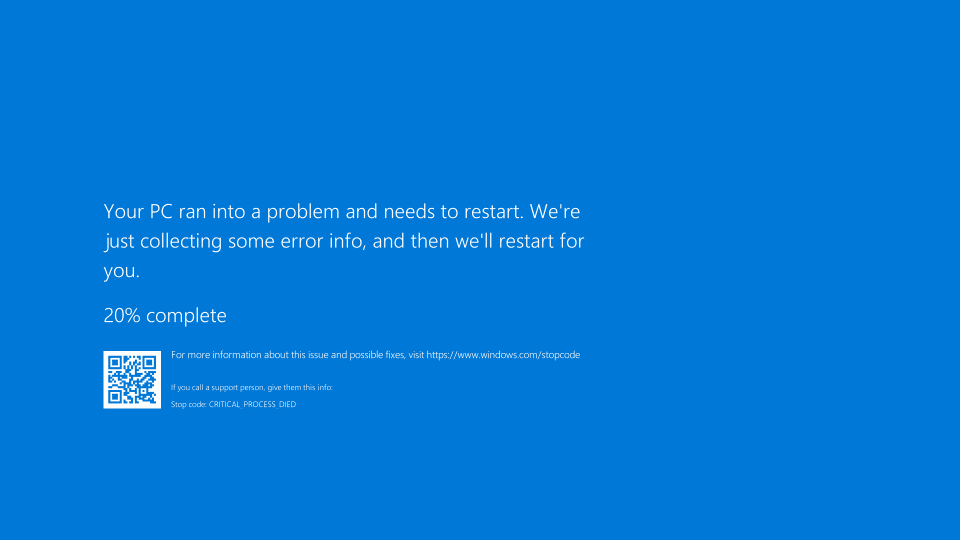 Your PC ran into a problem and needs to restart. We're
just collecting some error info, and then we'll restart for
you.
20% complete
For more information about this issue and possible fixes, visit https://www.windows.com/stopcode
If you call a support person, give them this info:
Stop code: CRITICAL_PROCESS_DIED